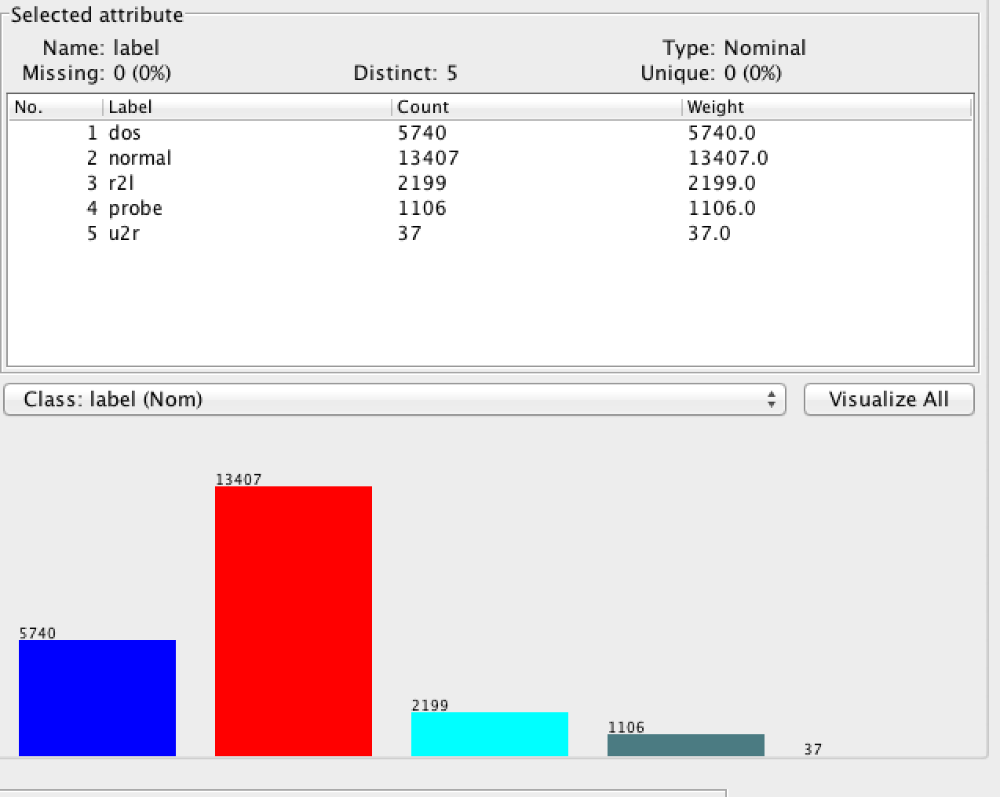 Selected attribute
Name: label Type: Nominal
Missing: 0 (0%) Distinct: 5 Unique: 0 (0%)
No. Label Count Weight
1 dos 5740 5740.0
2 normal 13407 13407.0
3 r2l 2199 2199.0
4 probe 1106 1106.0
5 u2r 37 37.0
Class: label (Nom) Visualize All
13407
5740
2199
1106
37